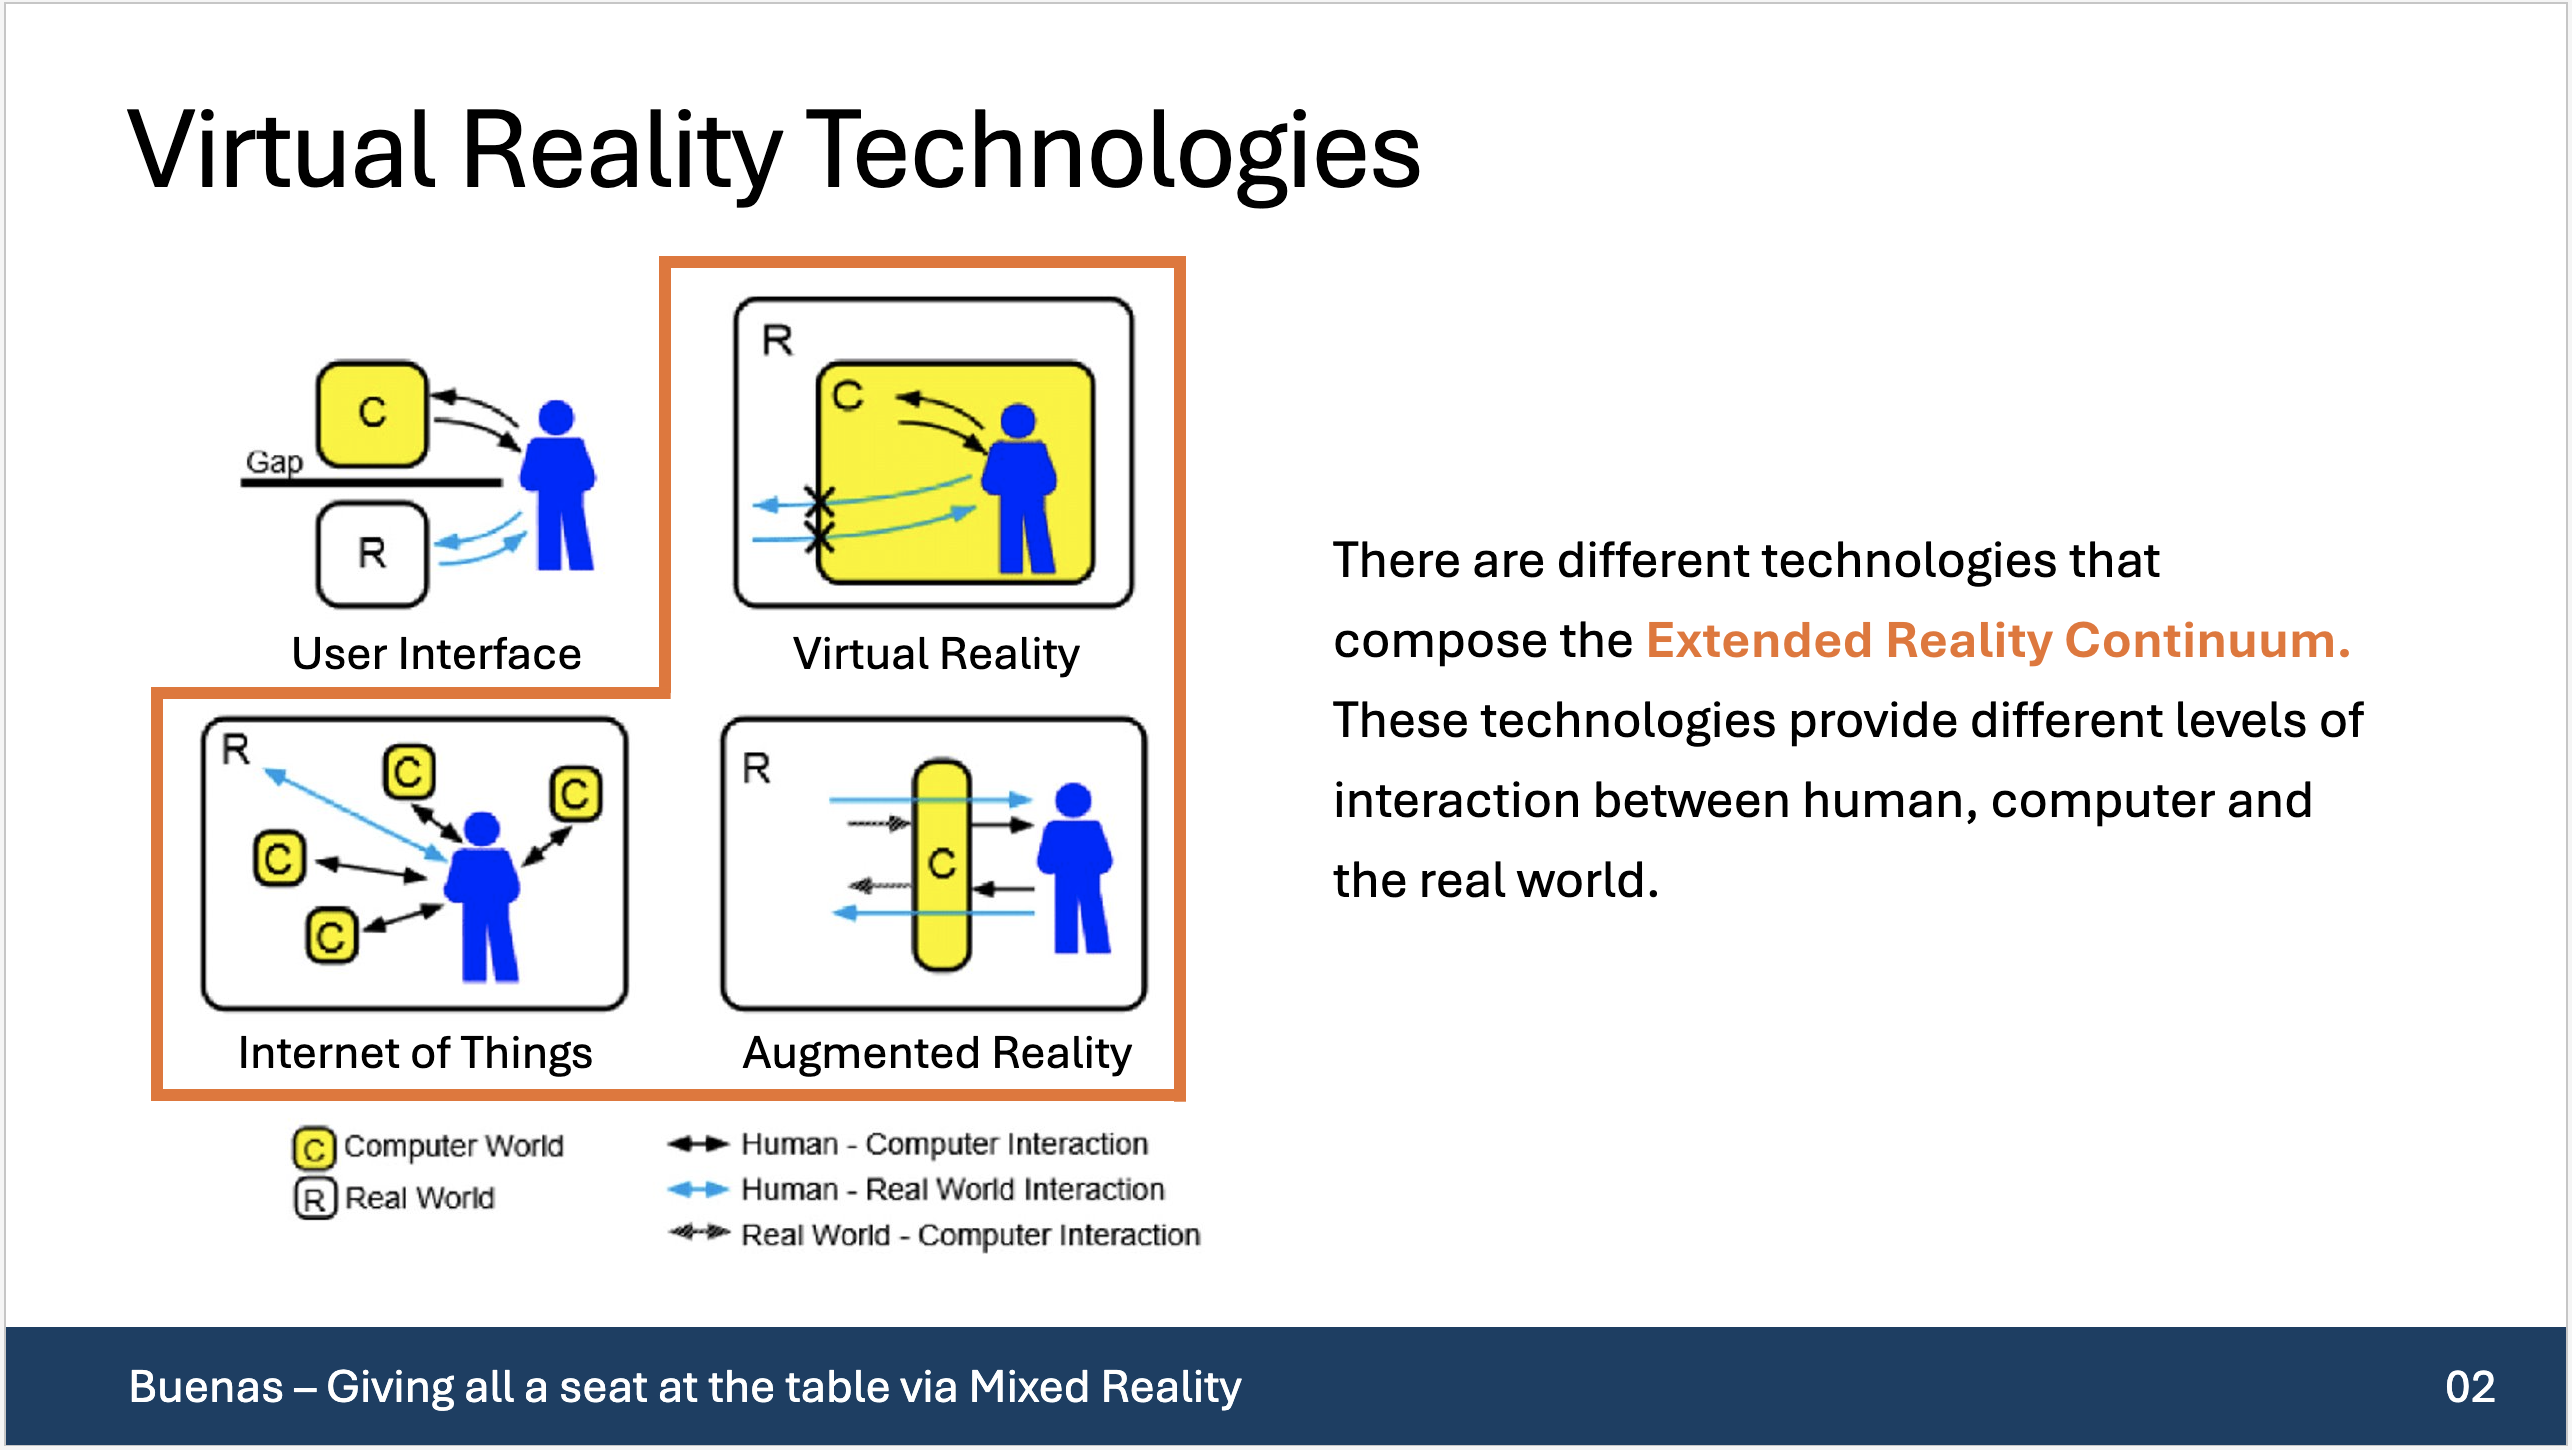 Virtual Reality Technologies
C
Gap
R
User Interface
R
C
Virtual Reality
R
C
C
C
C
Internet of Things
R
C
Augmented Reality
C Computer World
R Real World
Human - Computer Interaction
Human - Real World Interaction
Real World - Computer Interaction
There are different technologies that
compose the Extended Reality Continuum.
These technologies provide different levels of
interaction between human, computer and
the real world.
Buenas – Giving all a seat at the table via Mixed Reality
02